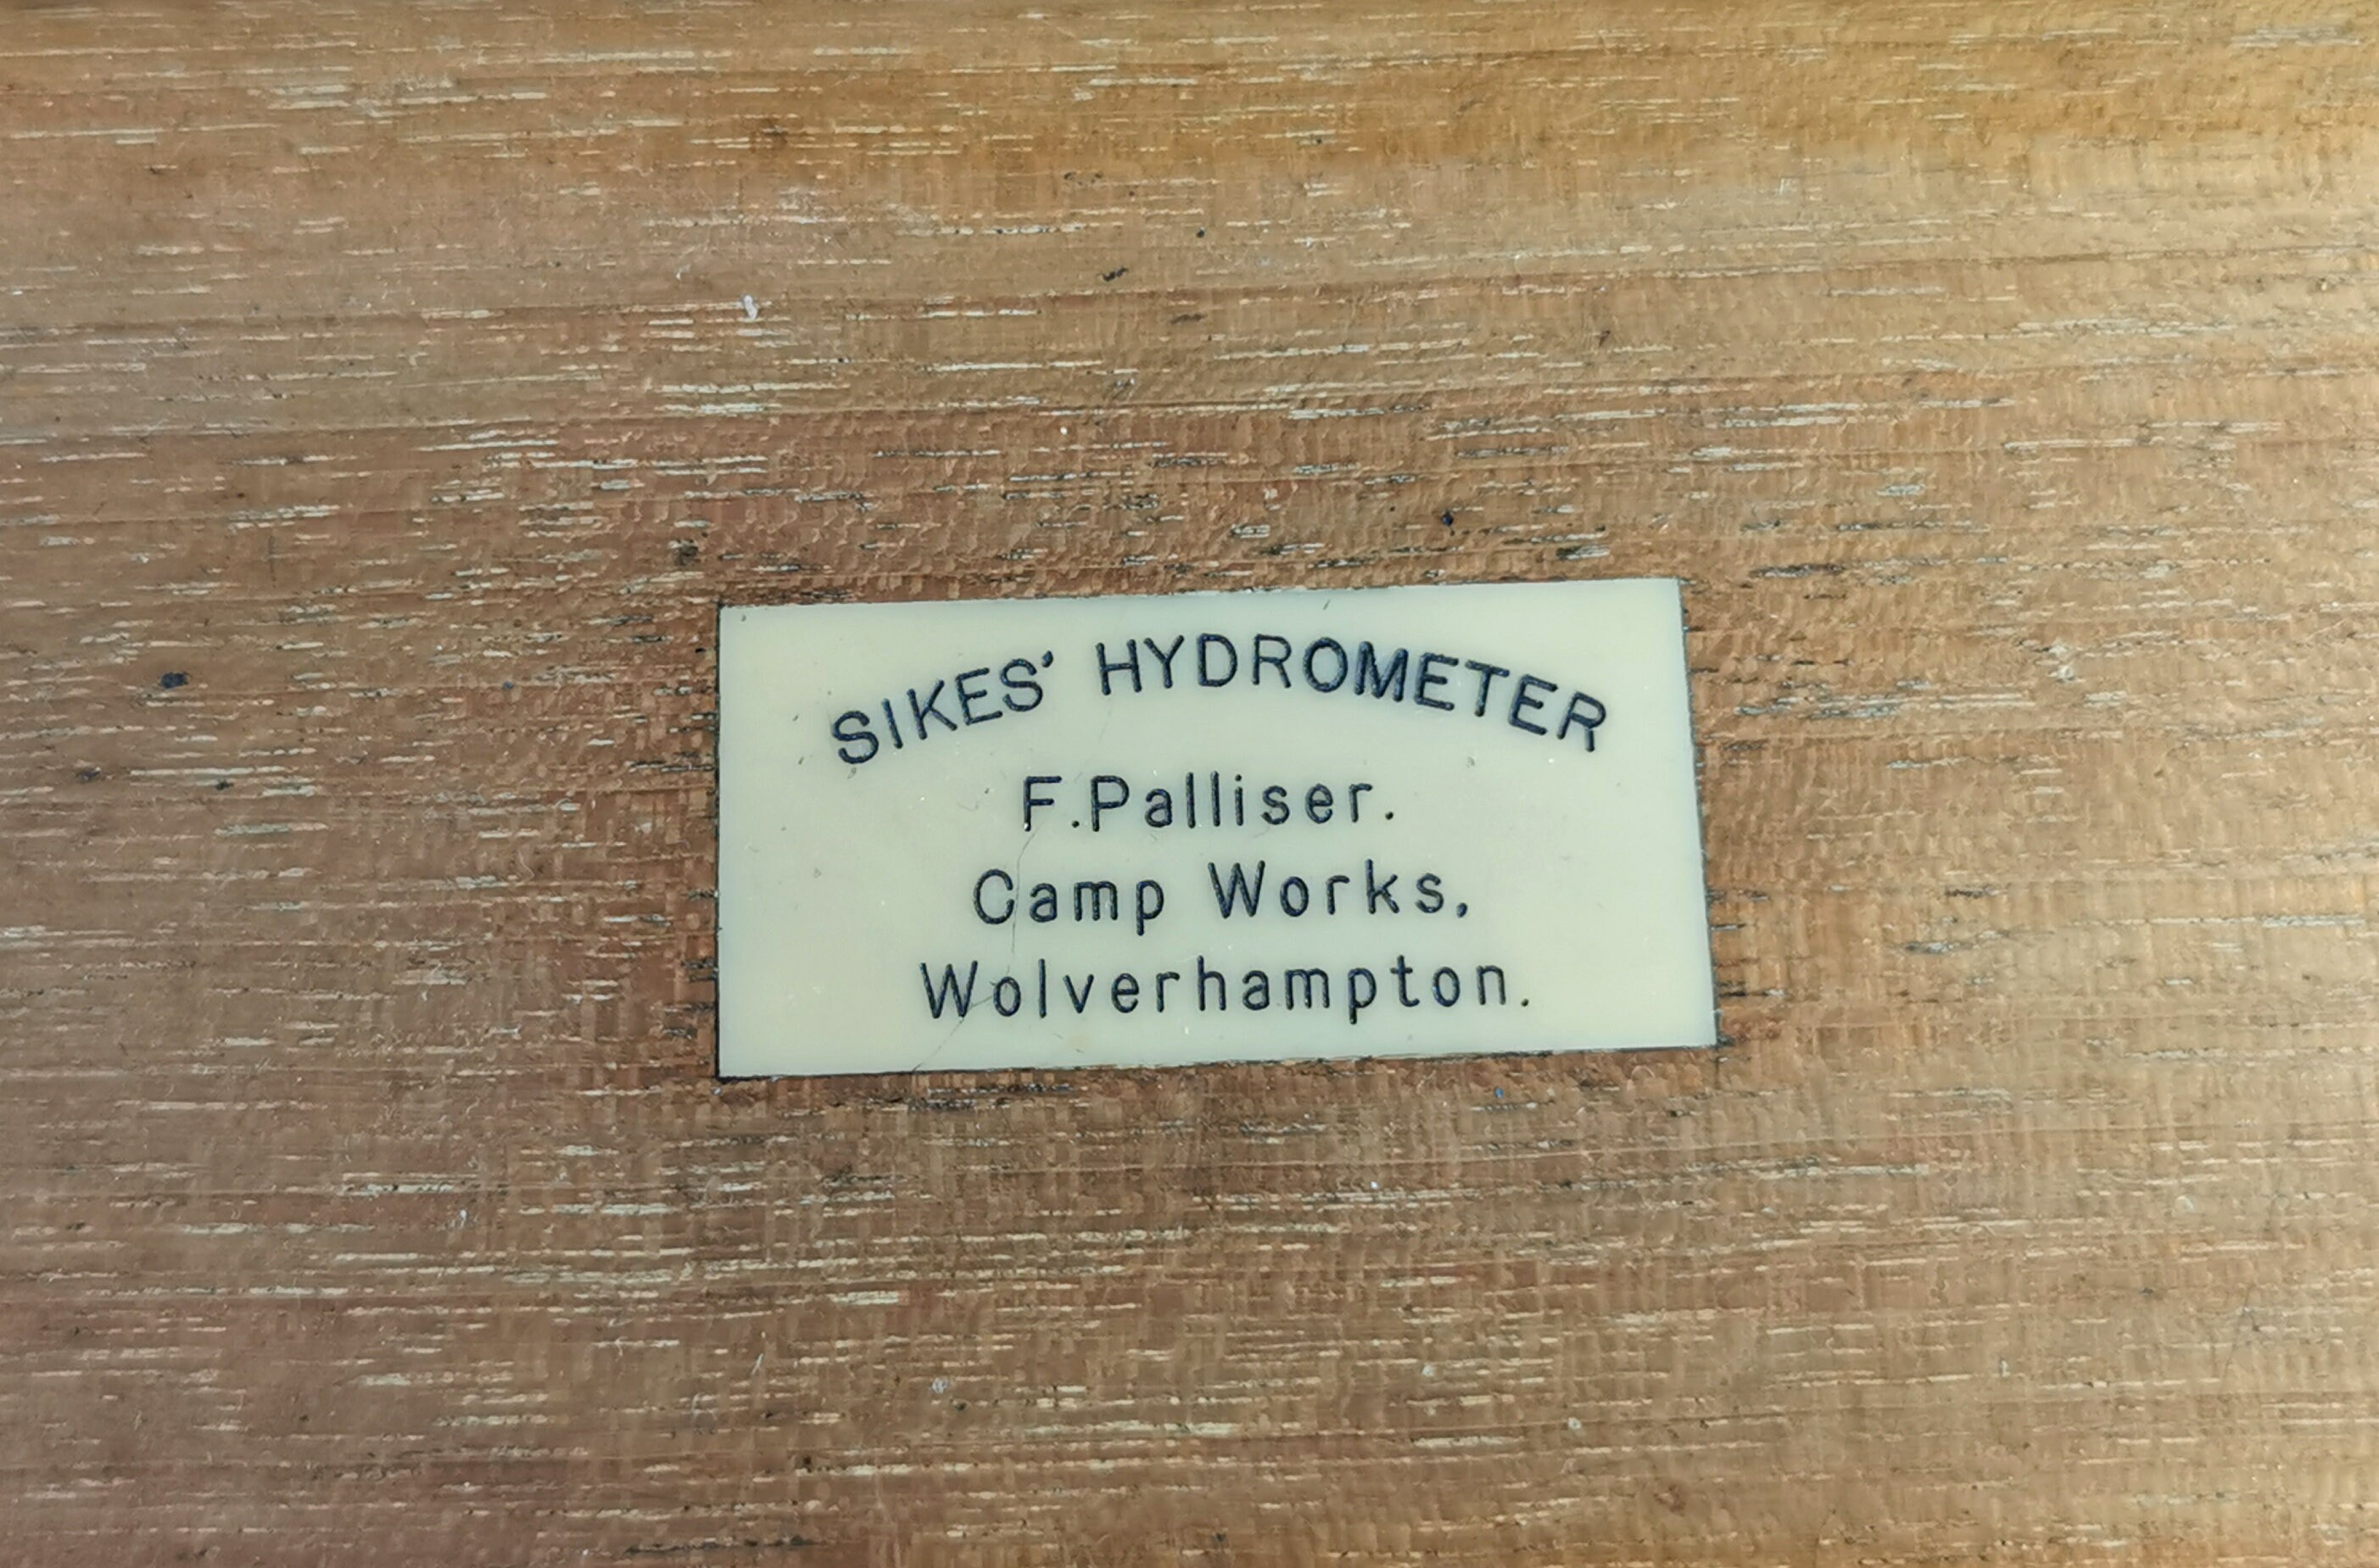 SIKES' HYDROMETER
F.Palliser.
Camp Works,
Wolverhampton.